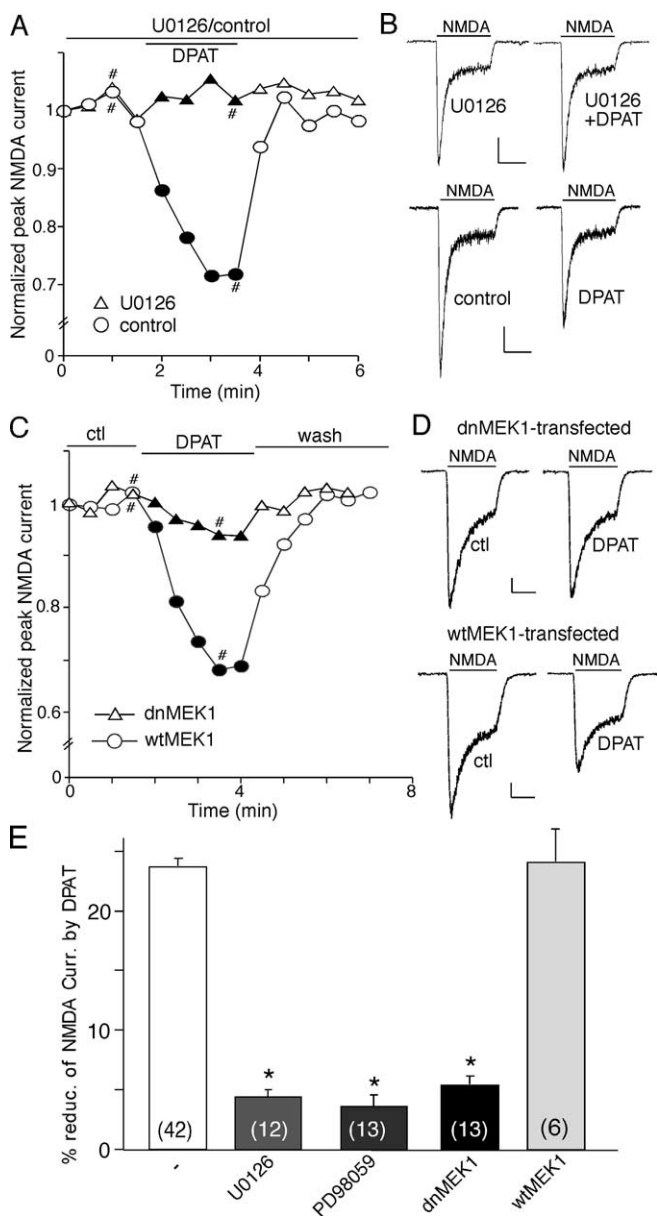 A
U0126/control
DPAT
Normalized peak NMDA current
1.0
0.9
0.7
0
#
#
#
#
△ U0126
○ control
0 2 4 6
Time (min)
B
NMDA NMDA
U0126 U0126
+DPAT
NMDA NMDA
control DPAT
C
ctl DPAT wash
Normalized peak NMDA current
1.0
0.8
0.6
0
#
#
#
#
dnMEK1
wtMEK1
0 2 4 6 8
Time (min)
D
dnMEK1-transfected
NMDA NMDA
ctl DPAT
wtMEK1-transfected
NMDA NMDA
ctl DPAT
E
% reduc. of NMDA Curr. by DPAT
20
10
0
* * *
(42) (12) (13) (13) (6)
- U0126 PD98059 dnMEK1 wtMEK1